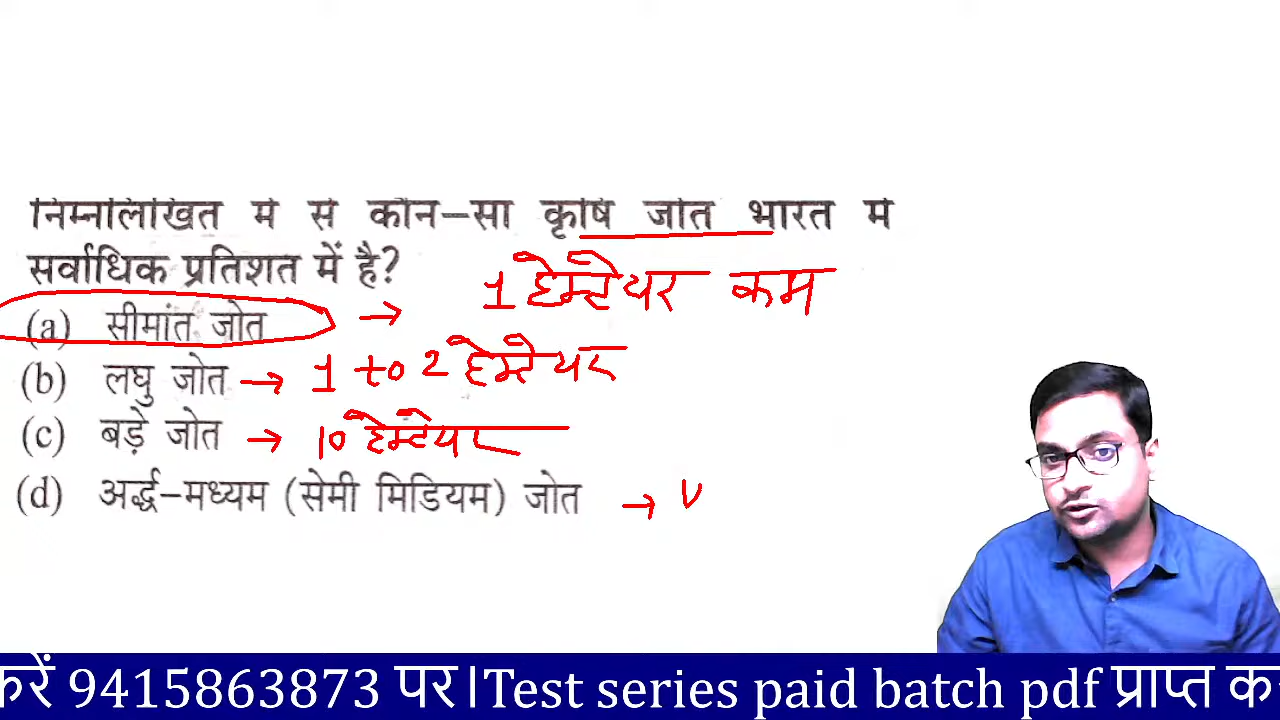 निम्नलिखित में से कौन-सा कृषि जोत भारत में
सर्वाधिक प्रतिशत में है?
1 हेक्टेयर कम
(a) सीमांत जोत →
(b) लघु जोत → 1 to 2 हेक्टेयर
(c) बड़े जोत → 10 हेक्टेयर
(d) अर्द्ध-मध्यम (सेमी मिडियम) जोत →
करें 9415863873 पर।Test series paid batch pdf प्राप्त